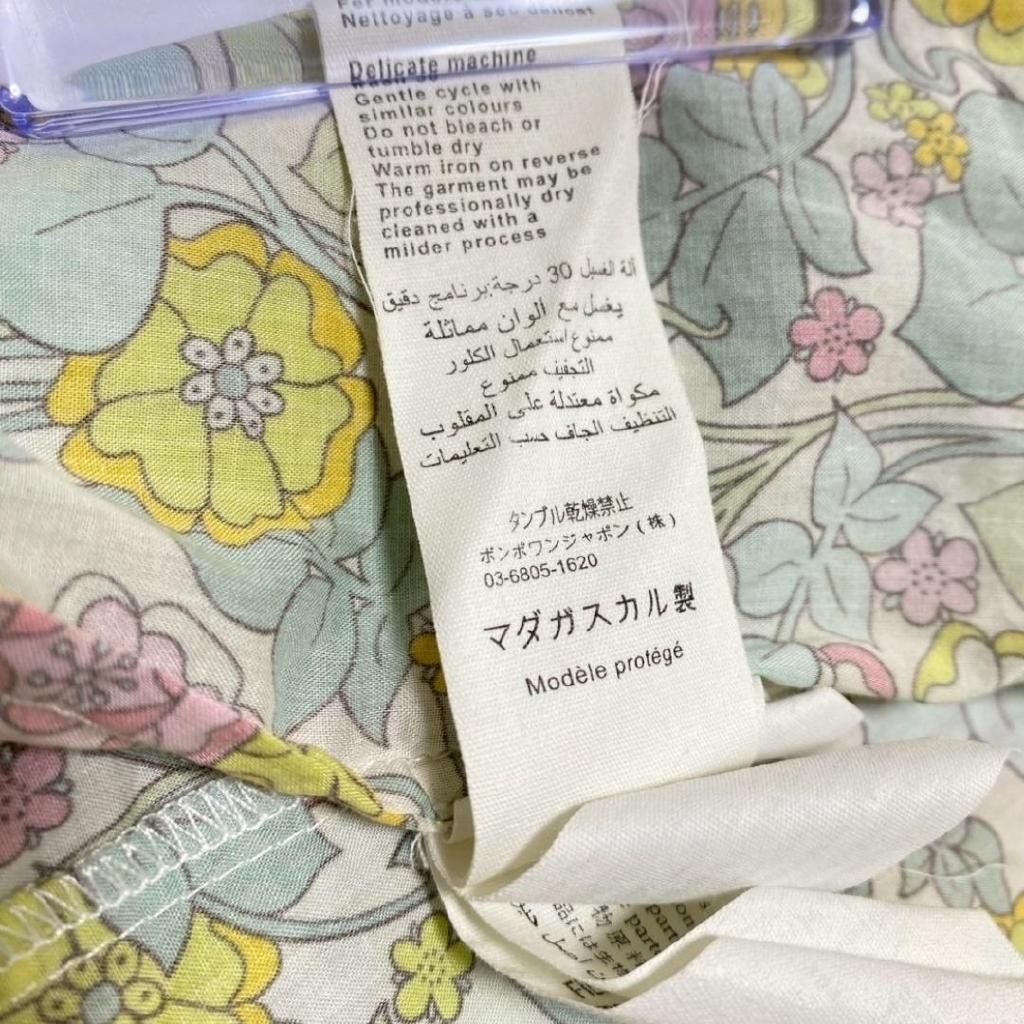 Nettoyage à sec délicat
Delicate machine
Gentle cycle with
similar colours
Do not bleach or
tumble dry
Warm iron on reverse
The garment may be
professionally dry
cleaned with a
milder process
آلة الغسل 30 درجة:برنامج دقيق
يغسل مع ألوان مماثلة
ممنوع استعمال الكلور
التجفيف ممنوع
مكواة معتدلة على المقلوب
التنظيف الجاف حسب التعليمات
タンブル乾燥禁止
ボンポワンジャポン(株)
03-6805-1620
マダガスカル製
Modèle protégé